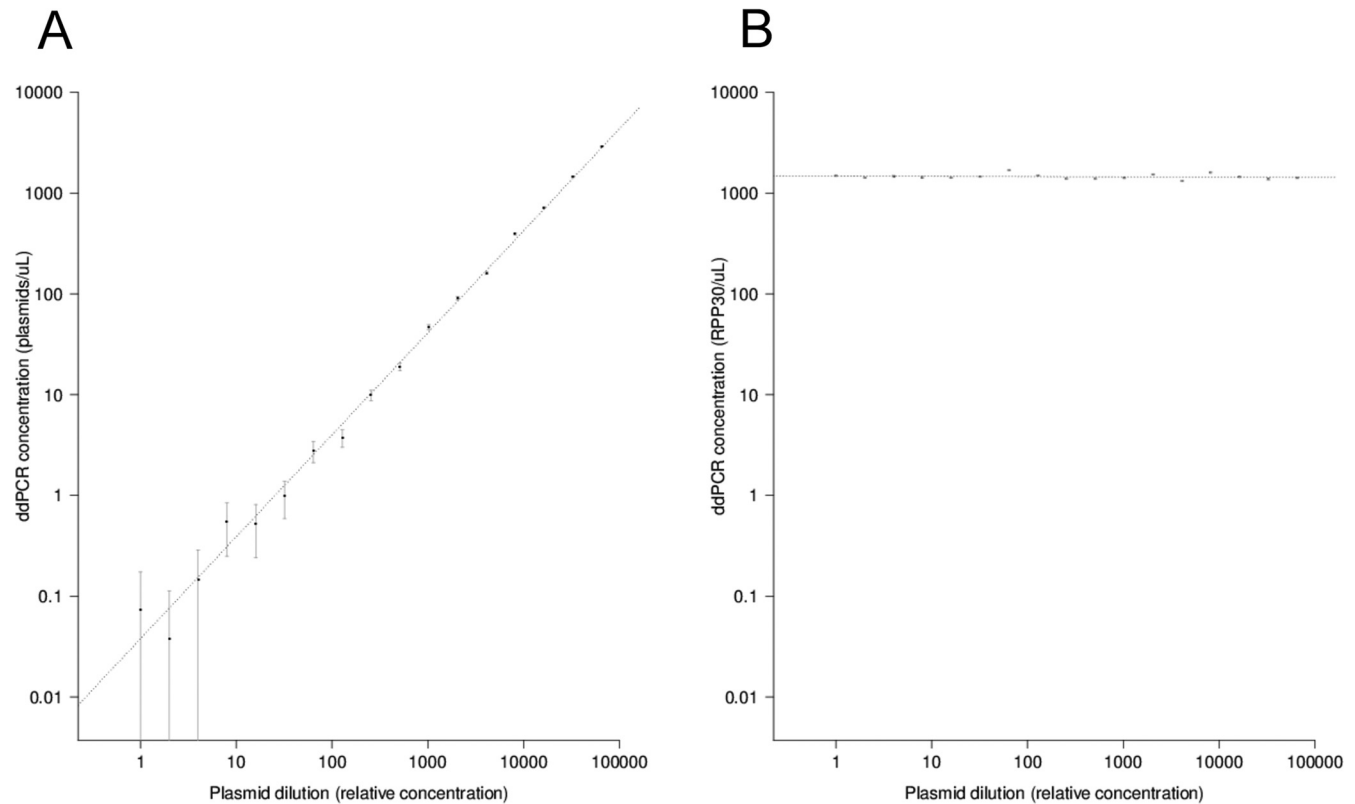 A
10000
1000
100
10
1
0.1
0.01
ddPCR concentration (plasmids/uL)
1 10 100 1000 10000 100000
Plasmid dilution (relative concentration)
B
10000
1000
100
10
1
0.1
0.01
ddPCR concentration (RPP30/uL)
1 10 100 1000 10000 100000
Plasmid dilution (relative concentration)